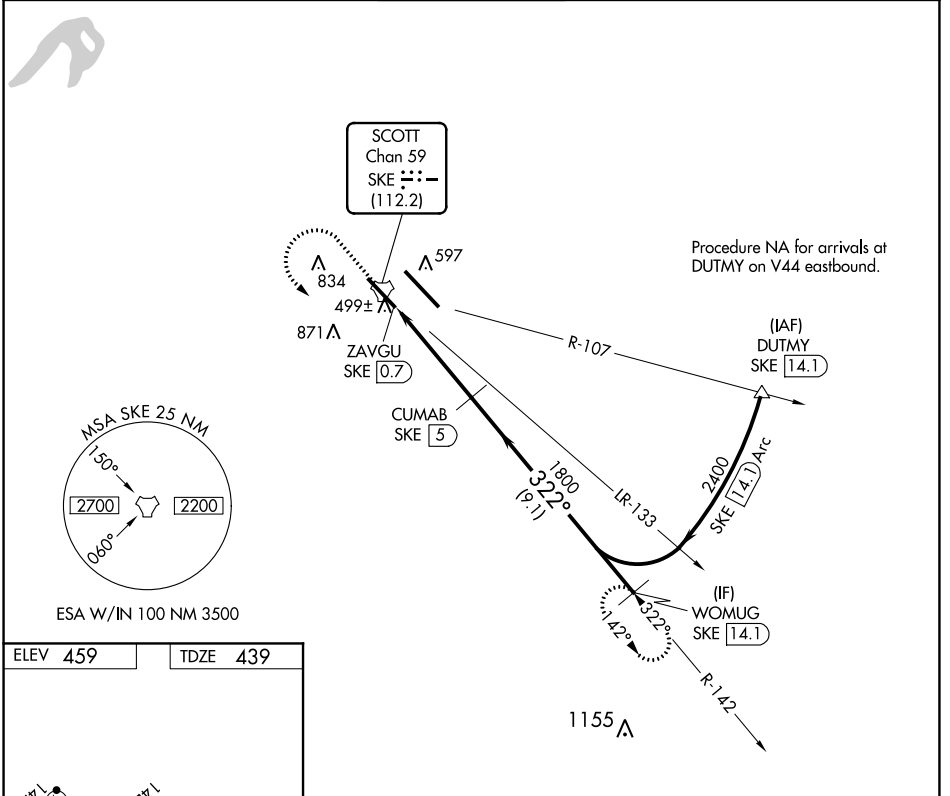 SCOTT
Chan 59
SKE
(112.2)
834
597
499±
871
ZAVGU
SKE 0.7
CUMAB
SKE 5
Procedure NA for arrivals at
DUTMY on V44 eastbound.
(IAF)
DUTMY
SKE 14.1
R-107
2400
SKE 14.1 Arc
1800
322°
(9.1)
LR-133
(IF)
WOMUG
SKE 14.1
322°
142°
R-142
1155
MSA SKE 25 NM
150°
2700
2200
060°
ESA W/IN 100 NM 3500
ELEV 459
TDZE 439